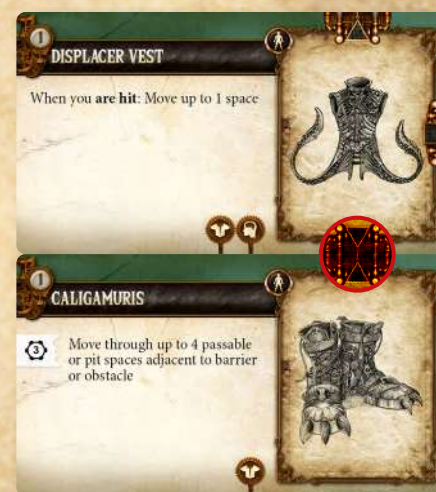 1
DISPLACER VEST
When you are hit: Move up to 1 space
1
CALIGAMURIS
3
Move through up to 4 passable
or pit spaces adjacent to barrier
or obstacle